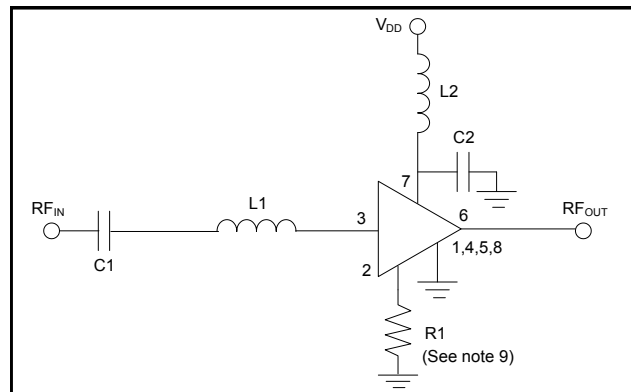 VDD
L2
C2
7
RFIN
L1
3
6
RFOUT
1,4,5,8
C1
2
R1
(See note 9)